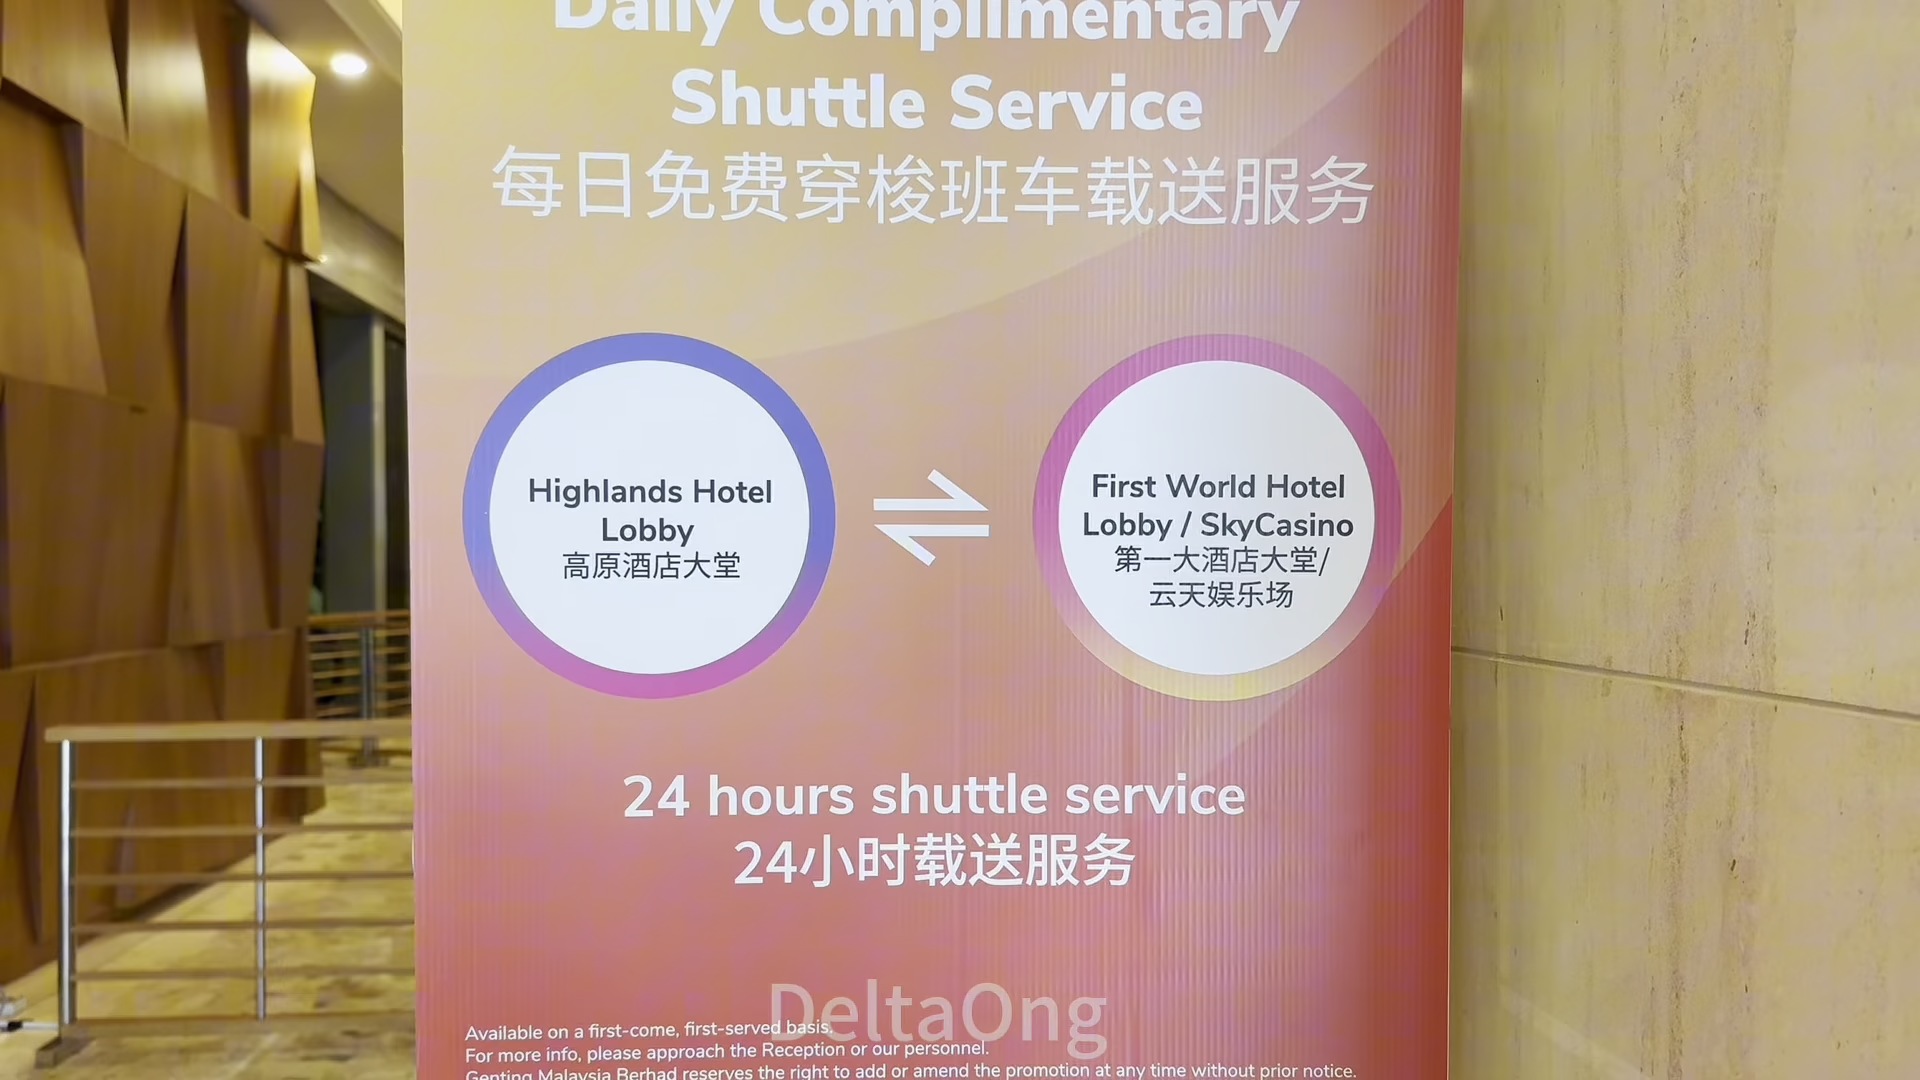 Daily Complimentary
Shuttle Service
每日免费穿梭班车载送服务
Highlands Hotel
Lobby
高原酒店大堂
First World Hotel
Lobby / SkyCasino
第一大酒店大堂/
云天娱乐场
24 hours shuttle service
24小时载送服务
DeltaOng
Available on a first-come, first-served basis.
For more info, please approach the Reception or our personnel.
Genting Malaysia Berhad reserves the right to add or amend the promotion at any time without prior notice.